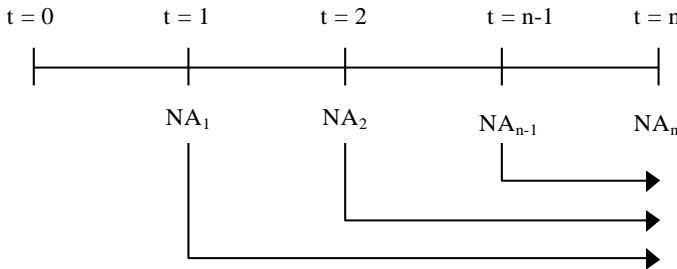 t = 0 t = 1 t = 2 t = n-1 t = n
NA₁ NA₂ NAₙ₋₁ NAₙ